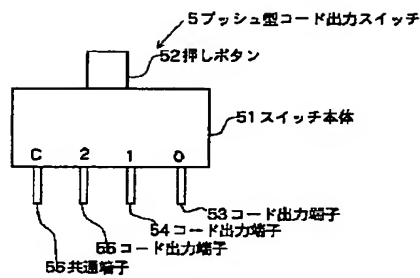 5プッシュ型コード出力スイッチ
52押しボタン
51スイッチ本体
C 2 1 0
53コード出力端子
54コード出力端子
55コード出力端子
56共通端子